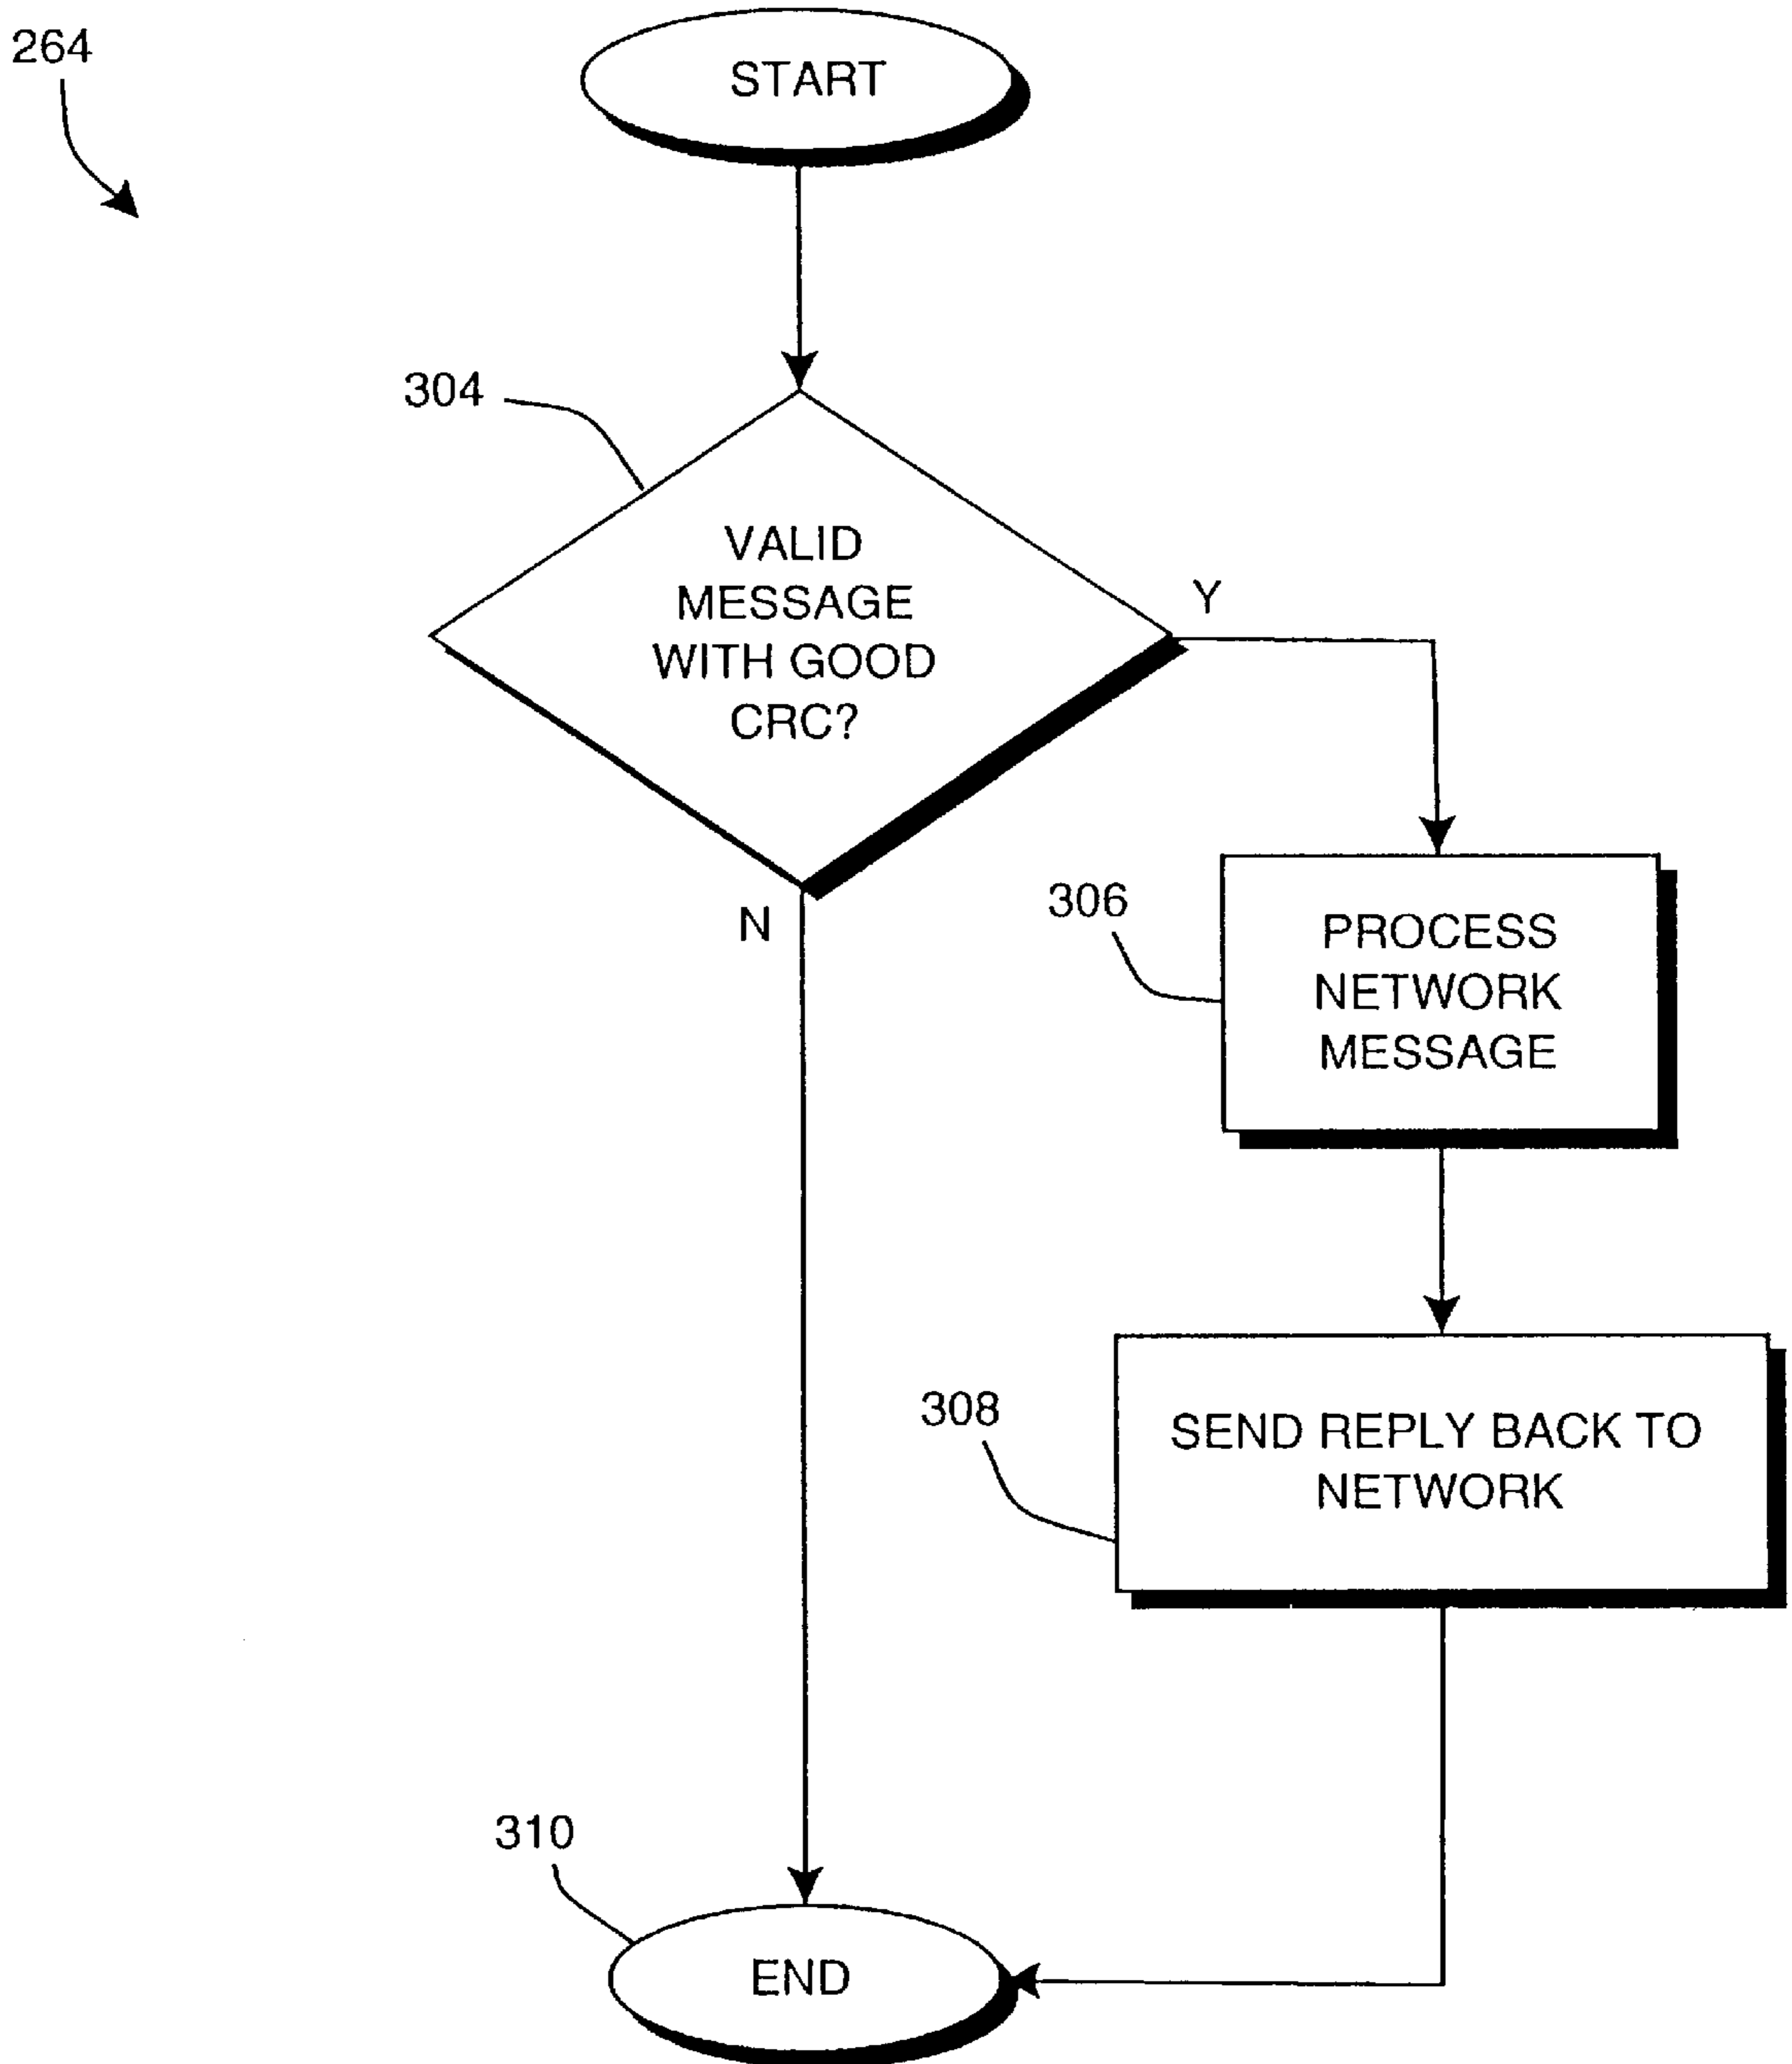 264
START
304
VALID
MESSAGE
WITH GOOD
CRC?
Y
N
306
PROCESS
NETWORK
MESSAGE
308
SEND REPLY BACK TO
NETWORK
310
END